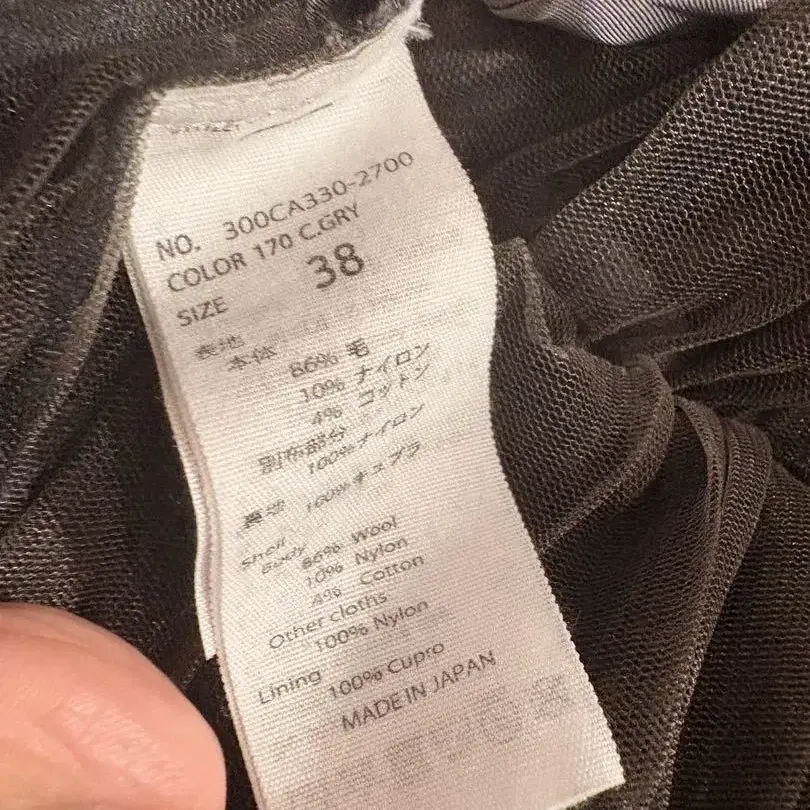 NO. 300CA330-2700
COLOR 170 C.GRY
SIZE 38
表地
本体 86% 毛
10% ナイロン
4% コットン
別布部分
100% ナイロン
裏地 100% キュプラ
Shell
Body 86% Wool
10% Nylon
4% Cotton
Other cloths
100% Nylon
Lining 100% Cupro
MADE IN JAPAN